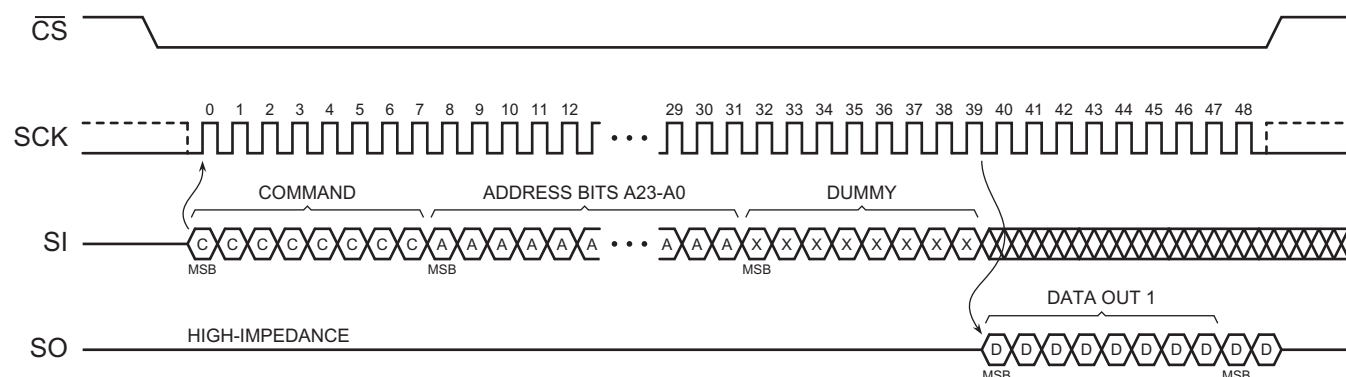 CS
0 1 2 3 4 5 6 7 8 9 10 11 12 29 30 31 32 33 34 35 36 37 38 39 40 41 42 43 44 45 46 47 48
SCK
COMMAND ADDRESS BITS A23-A0 DUMMY
SI C C C C C C C C A A A A A A A A A X X X X X X X X
MSB MSB MSB
DATA OUT 1
HIGH-IMPEDANCE
SO D D D D D D D D D D
MSB MSB